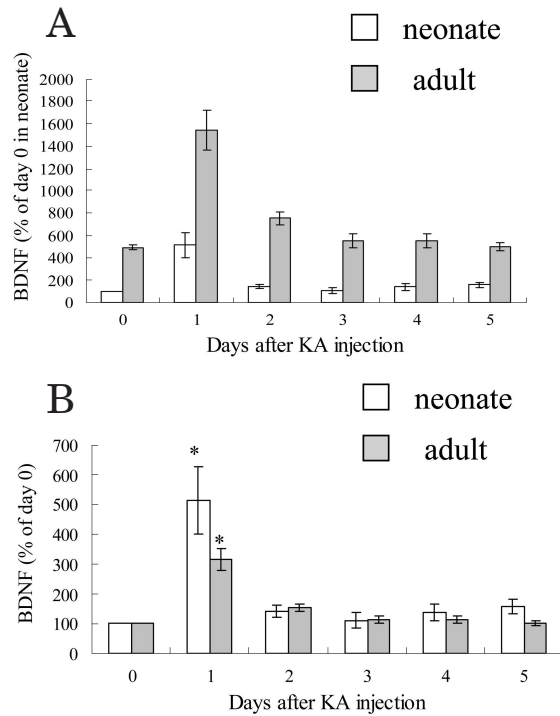 A
neonate
adult
BDNF (% of day 0 in neonate)
2000
1800
1600
1400
1200
1000
800
600
400
200
0
0 1 2 3 4 5
Days after KA injection
B
neonate
adult
BDNF (% of day 0)
700
600
500
400
300
200
100
0
*
*
0 1 2 3 4 5
Days after KA injection